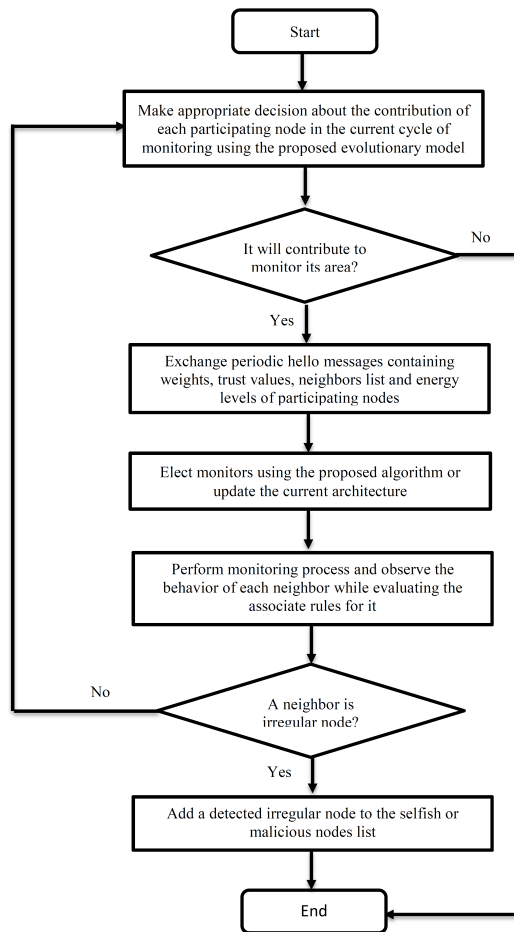 Start
Make appropriate decision about the contribution of
each participating node in the current cycle of
monitoring using the proposed evolutionary model
It will contribute to
monitor its area?
No
Yes
Exchange periodic hello messages containing
weights, trust values, neighbors list and energy
levels of participating nodes
Elect monitors using the proposed algorithm or
update the current architecture
Perform monitoring process and observe the
behavior of each neighbor while evaluating the
associate rules for it
No
A neighbor is
irregular node?
Yes
Add a detected irregular node to the selfish or
malicious nodes list
End